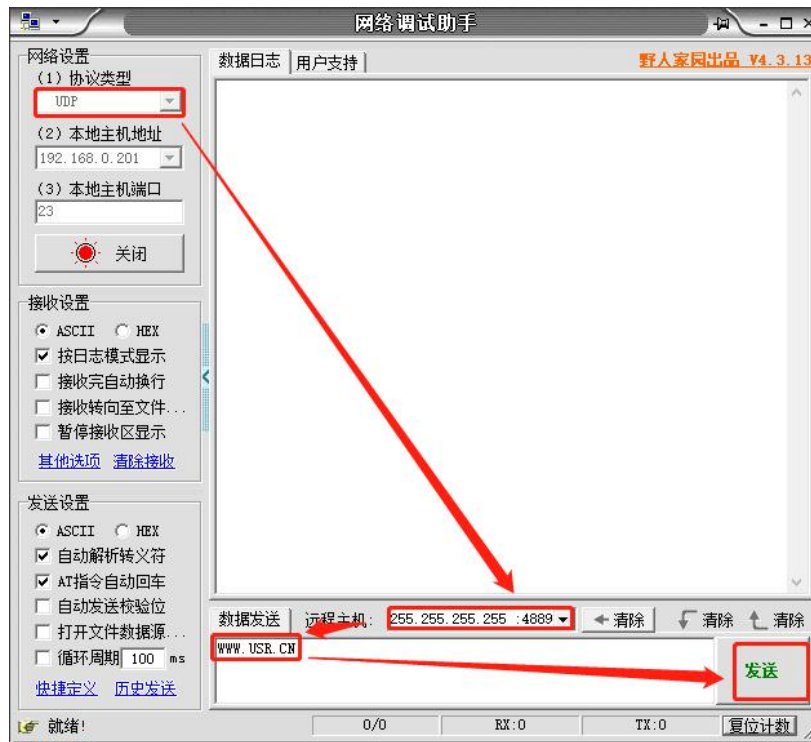 网络调试助手
网络设置
(1) 协议类型
UDP
(2) 本地主机地址
192.168.0.201
(3) 本地主机端口
23
关闭
接收设置
ASCII HEX
按日志模式显示
接收完自动换行
接收转向至文件...
暂停接收区显示
其他选项 清除接收
发送设置
ASCII HEX
自动解析转义符
AT指令自动回车
自动发送校验位
打开文件数据源...
循环周期 100 ms
快捷定义 历史发送
数据日志 用户支持 野人家园出品 V4.3.13
数据发送 远程主机: 255.255.255.255 :4889 清除 清除 清除
WWW.USR.CN
发送
就绪! 0/0 RX:0 TX:0 复位计数